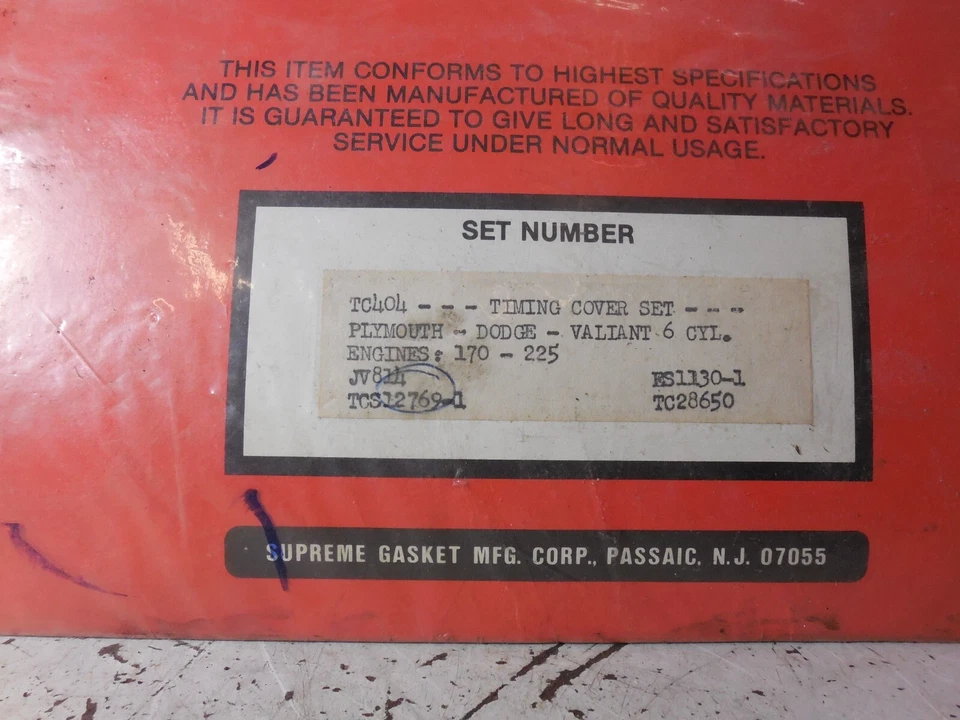 THIS ITEM CONFORMS TO HIGHEST SPECIFICATIONS
AND HAS BEEN MANUFACTURED OF QUALITY MATERIALS.
IT IS GUARANTEED TO GIVE LONG AND SATISFACTORY
SERVICE UNDER NORMAL USAGE.
SET NUMBER
TC404 - - - TIMING COVER SET - - -
PLYMOUTH - DODGE - VALIANT 6 CYL.
ENGINES: 170 - 225
JV814 ES1130-1
TCS12769-1 TC28650
SUPREME GASKET MFG. CORP., PASSAIC, N.J. 07055